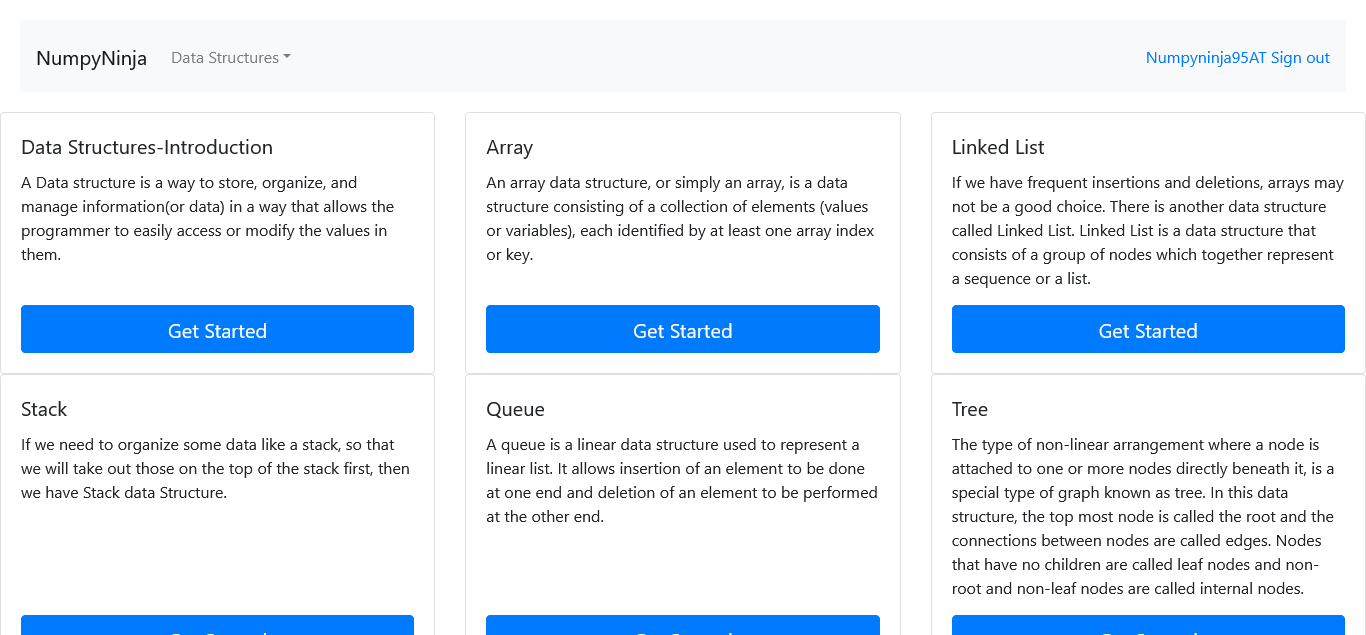 NumpyNinja
Data Structures
Numpyninja95AT Sign out
Data Structures-Introduction
A Data structure is a way to store, organize, and
manage information(or data) in a way that allows the
programmer to easily access or modify the values in
them.
Get Started
Array
An array data structure, or simply an array, is a data
structure consisting of a collection of elements (values
or variables), each identified by at least one array index
or key.
Get Started
Linked List
If we have frequent insertions and deletions, arrays may
not be a good choice. There is another data structure
called Linked List. Linked List is a data structure that
consists of a group of nodes which together represent
a sequence or a list.
Get Started
Stack
If we need to organize some data like a stack, so that
we will take out those on the top of the stack first, then
we have Stack data Structure.
Queue
A queue is a linear data structure used to represent a
linear list. It allows insertion of an element to be done
at one end and deletion of an element to be performed
at the other end.
Tree
The type of non-linear arrangement where a node is
attached to one or more nodes directly beneath it, is a
special type of graph known as tree. In this data
structure, the top most node is called the root and the
connections between nodes are called edges. Nodes
that have no children are called leaf nodes and non-
root and non-leaf nodes are called internal nodes.